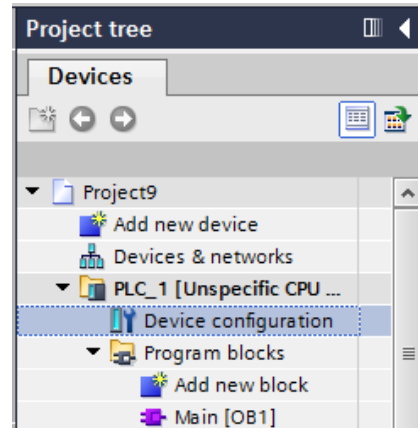 Project tree
Devices
Project9
Add new device
Devices & networks
PLC_1 [Unspecific CPU ...
Device configuration
Program blocks
Add new block
Main [OB1]